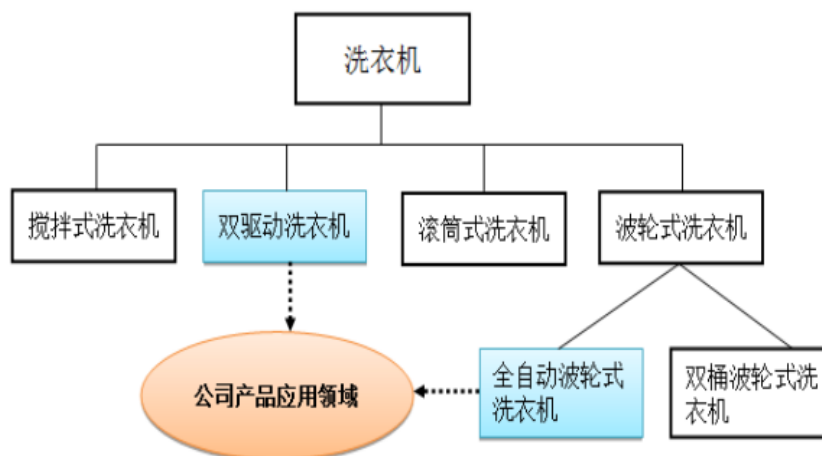 洗衣机
搅拌式洗衣机
双驱动洗衣机
滚筒式洗衣机
波轮式洗衣机
公司产品应用领域
全自动波轮式
洗衣机
双桶波轮式洗
衣机